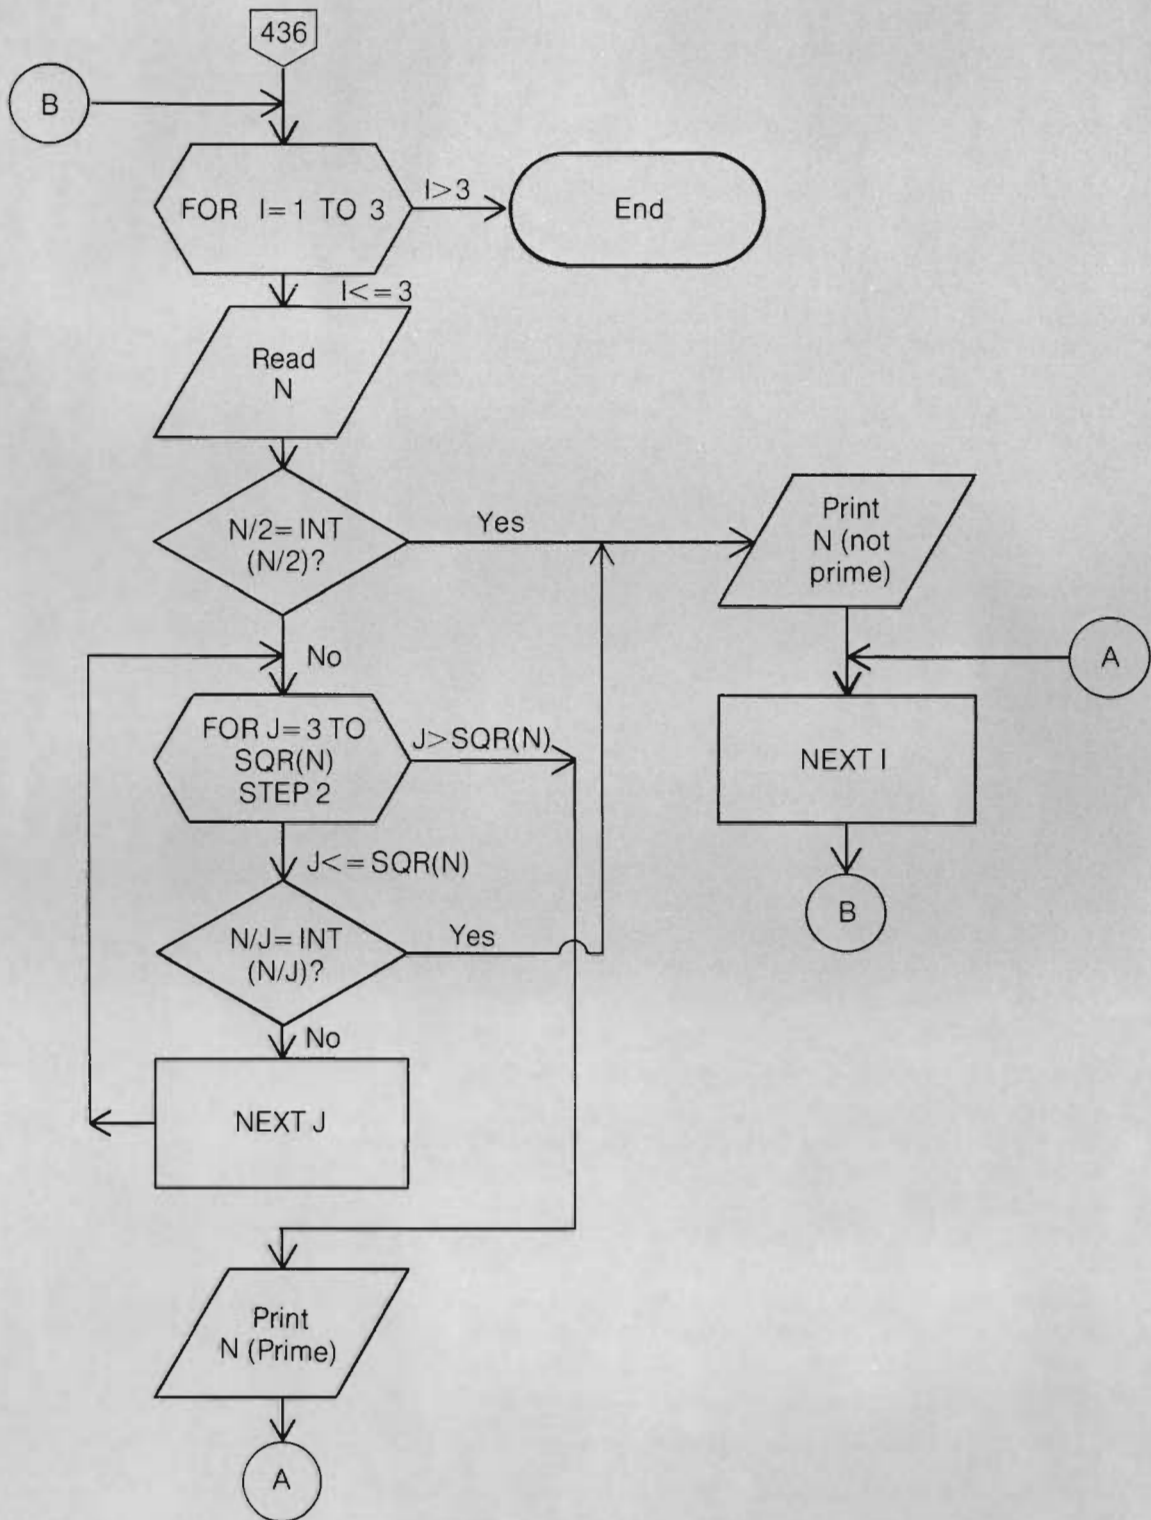 436
B
FOR I=1 TO 3
I>3
End
I<=3
Read
N
N/2=INT
(N/2)?
Yes
Print
N (not
prime)
No
A
FOR J=3 TO
SQR(N)
STEP 2
J>SQR(N)
NEXT I
J<=SQR(N)
B
N/J=INT
(N/J)?
Yes
No
NEXT J
Print
N (Prime)
A